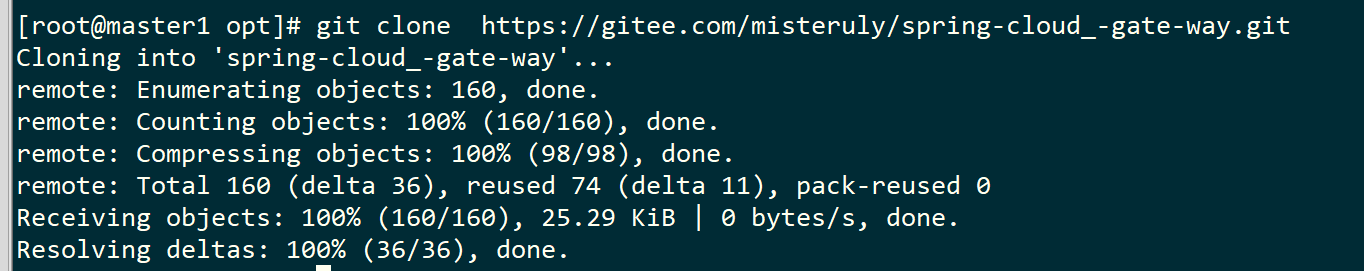 [root@master1 opt]# git clone  https://gitee.com/misteruly/spring-cloud_-gate-way.git
Cloning into 'spring-cloud_-gate-way'...
remote: Enumerating objects: 160, done.
remote: Counting objects: 100% (160/160), done.
remote: Compressing objects: 100% (98/98), done.
remote: Total 160 (delta 36), reused 74 (delta 11), pack-reused 0
Receiving objects: 100% (160/160), 25.29 KiB | 0 bytes/s, done.
Resolving deltas: 100% (36/36), done.